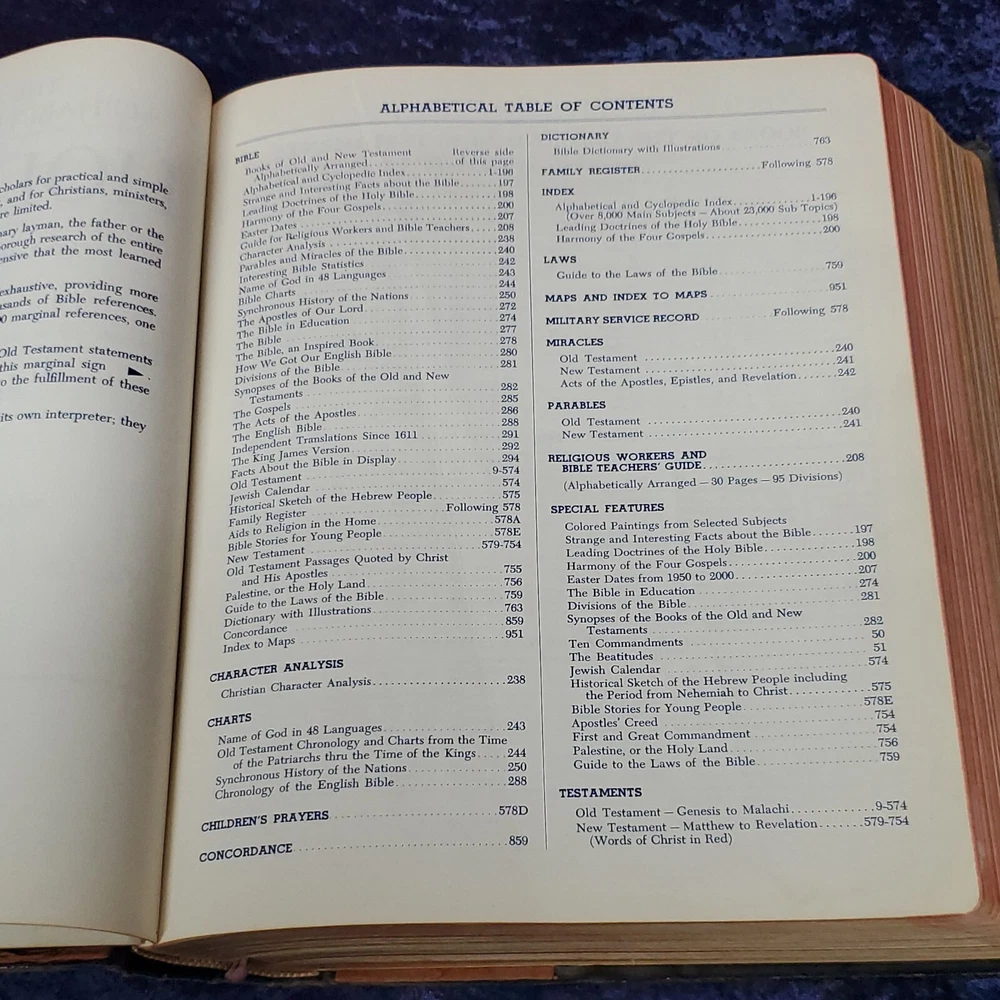 cholars for practical and simple
, and for Christians, ministers,
re limited.
ary layman, the father or the
orough research of the entire
ensive that the most learned
exhaustive, providing more
sands of Bible references.
0 marginal references, one
Old Testament statements
this marginal sign
o the fulfillment of these
its own interpreter; they
ALPHABETICAL TABLE OF CONTENTS
BIBLE
Books of Old and New Testament Reverse side
Alphabetically Arranged of this page
Alphabetical and Cyclopedic Index 1-196
Strange and Interesting Facts about the Bible 197
Leading Doctrines of the Holy Bible 198
Harmony of the Four Gospels 200
Easter Dates 207
Guide for Religious Workers and Bible Teachers 208
Character Analysis 238
Parables and Miracles of the Bible 240
Interesting Bible Statistics 242
Name of God in 48 Languages 243
Bible Charts 244
Synchronous History of the Nations 250
The Apostles of Our Lord 272
The Bible in Education 274
The Bible 277
The Bible, an Inspired Book 278
How We Got Our English Bible 280
Divisions of the Bible 281
Synopses of the Books of the Old and New
Testaments 282
The Gospels 285
The Acts of the Apostles 286
The English Bible 288
Independent Translations Since 1611 291
The King James Version 292
Facts About the Bible in Display 294
Old Testament 9-574
Jewish Calendar 574
Historical Sketch of the Hebrew People 575
Family Register Following 578
Aids to Religion in the Home 578A
Bible Stories for Young People 578E
New Testament 579-754
Old Testament Passages Quoted by Christ
and His Apostles 755
Palestine, or the Holy Land 756
Guide to the Laws of the Bible 759
Dictionary with Illustrations 763
Concordance 859
Index to Maps 951
CHARACTER ANALYSIS
Christian Character Analysis 238
CHARTS
Name of God in 48 Languages 243
Old Testament Chronology and Charts from the Time
of the Patriarchs thru the Time of the Kings 244
Synchronous History of the Nations 250
Chronology of the English Bible 288
CHILDREN'S PRAYERS 578D
CONCORDANCE 859
DICTIONARY
Bible Dictionary with Illustrations 763
FAMILY REGISTER Following 578
INDEX
Alphabetical and Cyclopedic Index 1-196
(Over 8,000 Main Subjects — About 23,000 Sub Topics)
Leading Doctrines of the Holy Bible 198
Harmony of the Four Gospels 200
LAWS
Guide to the Laws of the Bible 759
MAPS AND INDEX TO MAPS 951
MILITARY SERVICE RECORD Following 578
MIRACLES
Old Testament 240
New Testament 241
Acts of the Apostles, Epistles, and Revelation 242
PARABLES
Old Testament 240
New Testament 241
RELIGIOUS WORKERS AND
BIBLE TEACHERS' GUIDE 208
(Alphabetically Arranged — 30 Pages — 95 Divisions)
SPECIAL FEATURES
Colored Paintings from Selected Subjects
Strange and Interesting Facts about the Bible 197
Leading Doctrines of the Holy Bible 198
Harmony of the Four Gospels 200
Easter Dates from 1950 to 2000 207
The Bible in Education 274
Divisions of the Bible 281
Synopses of the Books of the Old and New
Testaments 282
Ten Commandments 50
The Beatitudes 51
Jewish Calendar 574
Historical Sketch of the Hebrew People including
the Period from Nehemiah to Christ 575
Bible Stories for Young People 578E
Apostles' Creed 754
First and Great Commandment 754
Palestine, or the Holy Land 756
Guide to the Laws of the Bible 759
TESTAMENTS
Old Testament — Genesis to Malachi 9-574
New Testament — Matthew to Revelation 579-754
(Words of Christ in Red)